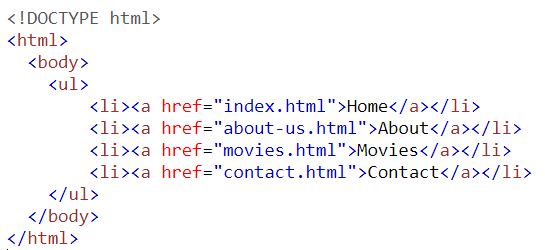 <!DOCTYPE html>
<html>
  <body>
    <ul>
        <li><a href="index.html">Home</a></li>
        <li><a href="about-us.html">About</a></li>
        <li><a href="movies.html">Movies</a></li>
        <li><a href="contact.html">Contact</a></li>
    </ul>
  </body>
</html>